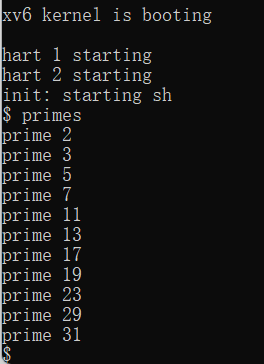 xv6 kernel is booting
hart 1 starting
hart 2 starting
init: starting sh
$ primes
prime 2
prime 3
prime 5
prime 7
prime 11
prime 13
prime 17
prime 19
prime 23
prime 29
prime 31
$